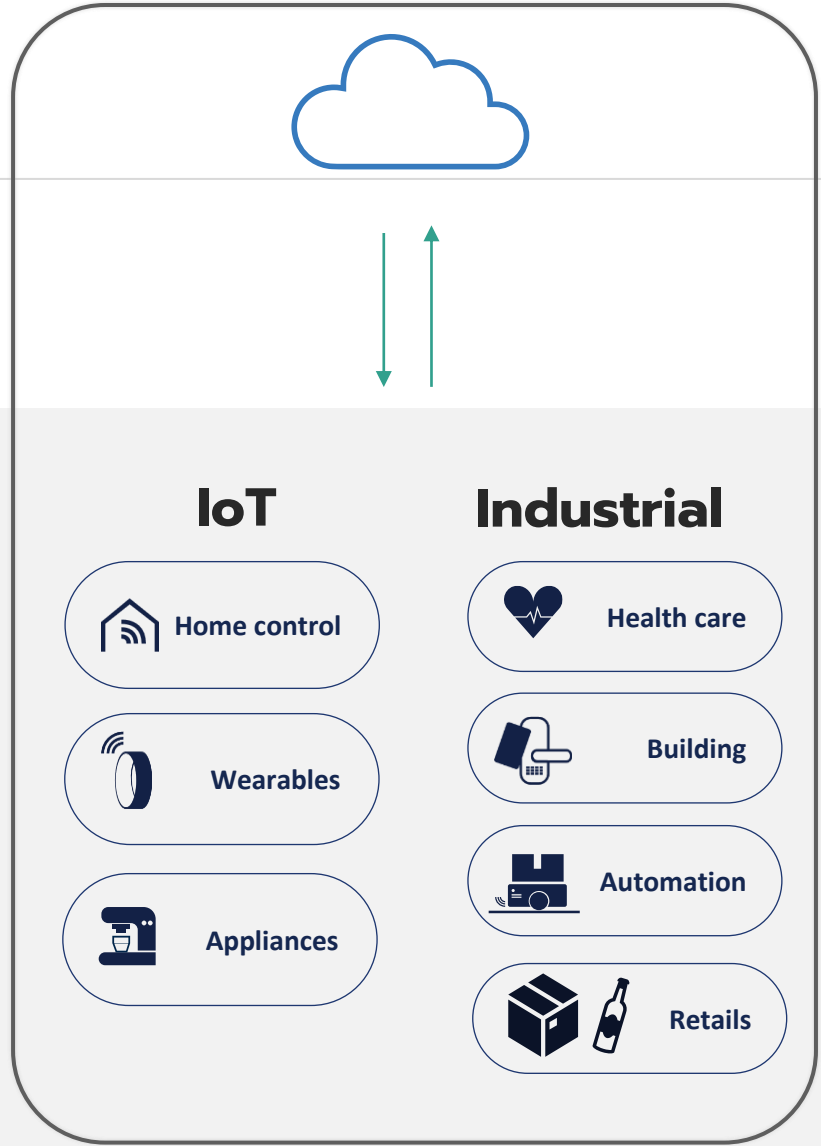 IoT
Home control
Wearables
Appliances
Industrial
Health care
Building
Automation
Retails